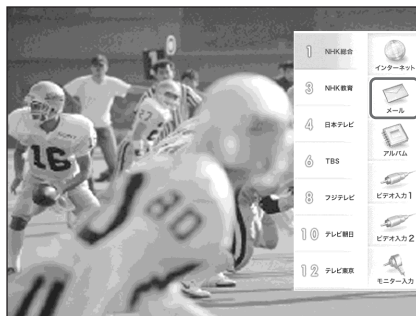 1 NHK総合
3 NHK教育
4 日本テレビ
6 TBS
8 フジテレビ
10 テレビ朝日
12 テレビ東京
インターネット
メール
アルバム
ビデオ入力1
ビデオ入力2
モニター入力
16
22
80